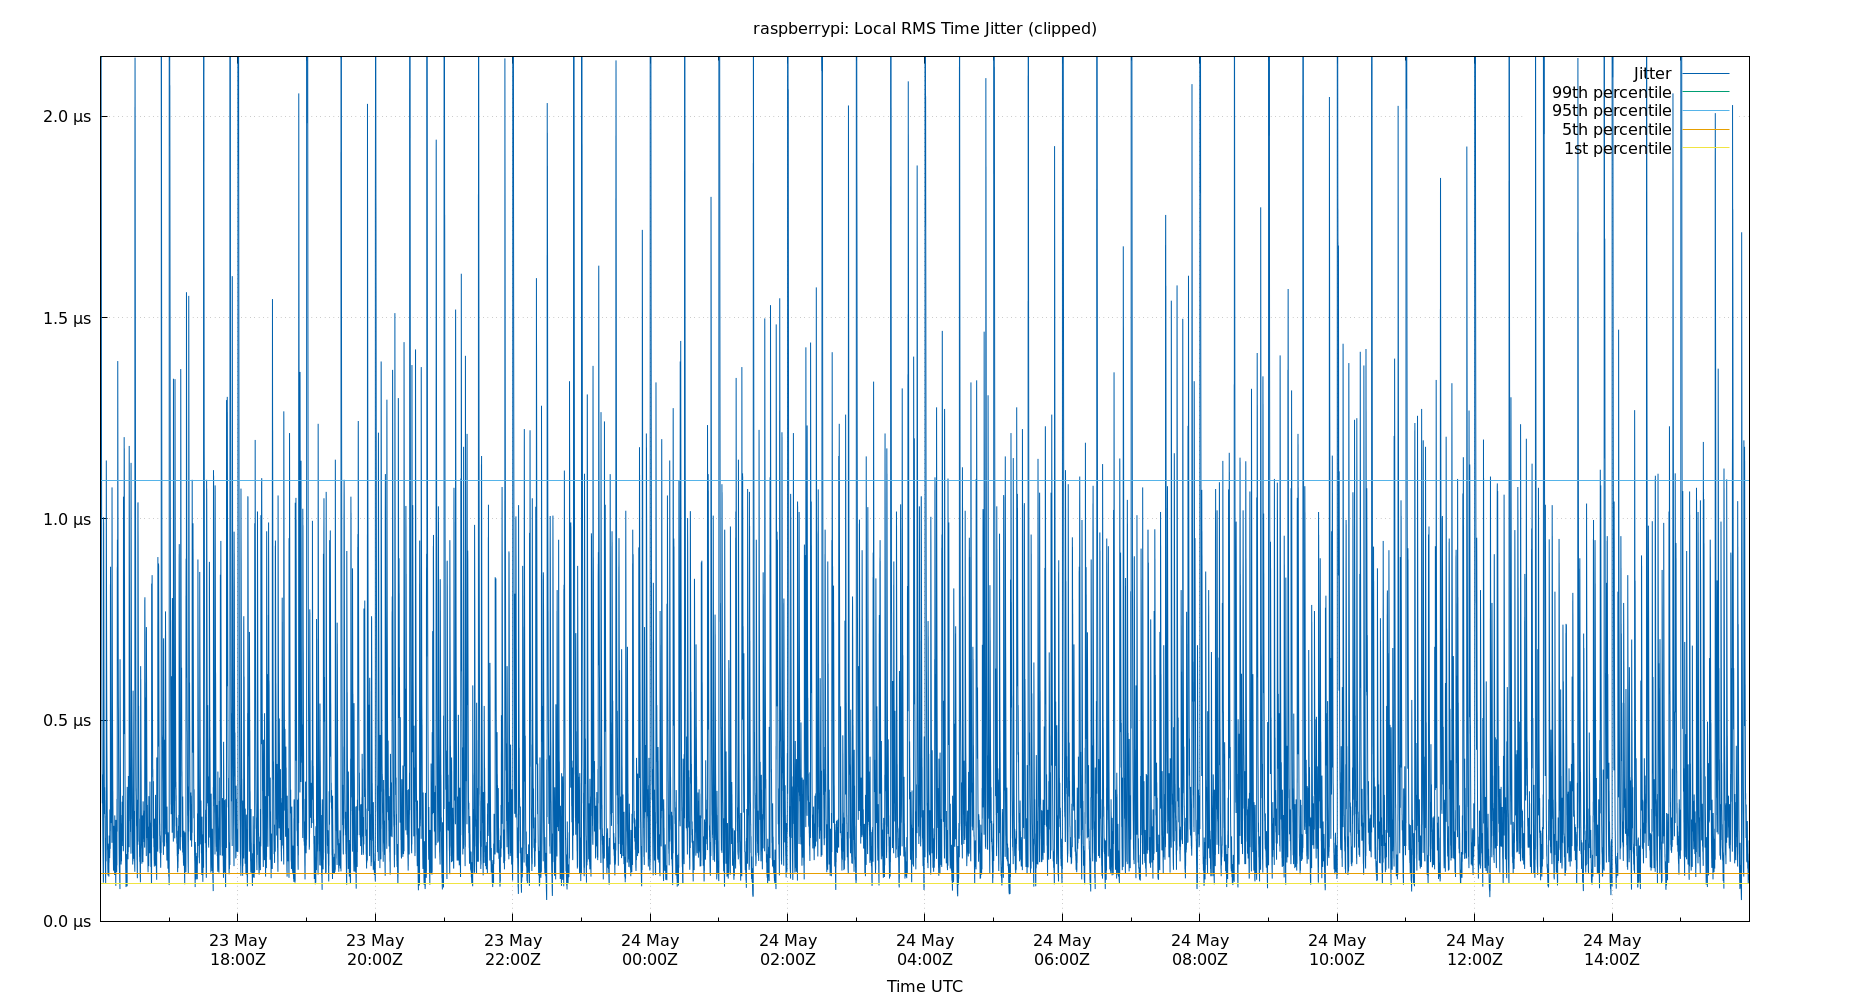 raspberrypi: Local RMS Time Jitter (clipped)
Jitter
99th percentile
95th percentile
5th percentile
1st percentile
2.0 μs
1.5 μs
1.0 μs
0.5 μs
0.0 μs
23 May 23 May 23 May 24 May 24 May 24 May 24 May 24 May 24 May 24 May 24 May
18:00Z 20:00Z 22:00Z 00:00Z 02:00Z 04:00Z 06:00Z 08:00Z 10:00Z 12:00Z 14:00Z
Time UTC